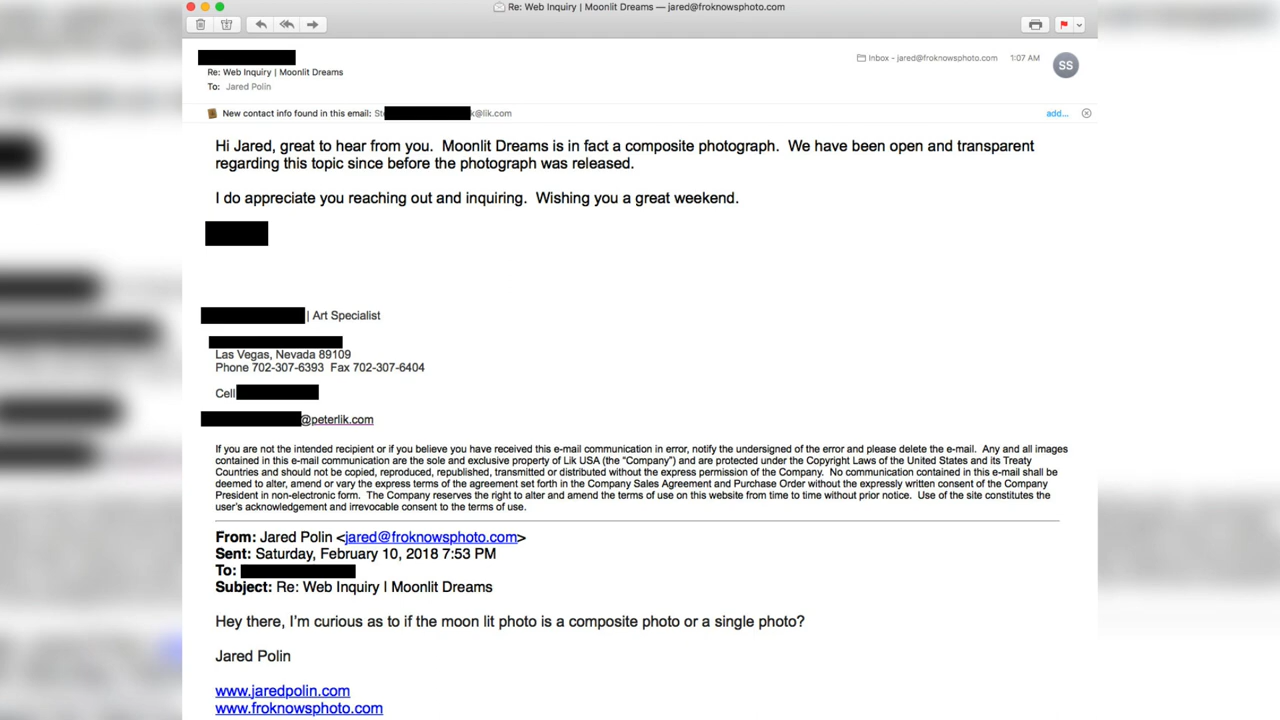 Re: Web Inquiry | Moonlit Dreams — jared@froknowsphoto.com
Inbox - jared@froknowsphoto.com 1:07 AM
SS
Re: Web Inquiry | Moonlit Dreams
To: Jared Polin
New contact info found in this email: Ste k@lik.com add...
Hi Jared, great to hear from you. Moonlit Dreams is in fact a composite photograph. We have been open and transparent
regarding this topic since before the photograph was released.
I do appreciate you reaching out and inquiring. Wishing you a great weekend.
| Art Specialist
Las Vegas, Nevada 89109
Phone 702-307-6393 Fax 702-307-6404
Cell
@peterlik.com
If you are not the intended recipient or if you believe you have received this e-mail communication in error, notify the undersigned of the error and please delete the e-mail. Any and all images
contained in this e-mail communication are the sole and exclusive property of Lik USA (the “Company”) and are protected under the Copyright Laws of the United States and its Treaty
Countries and should not be copied, reproduced, republished, transmitted or distributed without the express permission of the Company. No communication contained in this e-mail shall be
deemed to alter, amend or vary the express terms of the agreement set forth in the Company Sales Agreement and Purchase Order without the expressly written consent of the Company
President in non-electronic form. The Company reserves the right to alter and amend the terms of use on this website from time to time without prior notice. Use of the site constitutes the
user's acknowledgement and irrevocable consent to the terms of use.
From: Jared Polin <jared@froknowsphoto.com>
Sent: Saturday, February 10, 2018 7:53 PM
To:
Subject: Re: Web Inquiry | Moonlit Dreams
Hey there, I'm curious as to if the moon lit photo is a composite photo or a single photo?
Jared Polin
www.jaredpolin.com
www.froknowsphoto.com